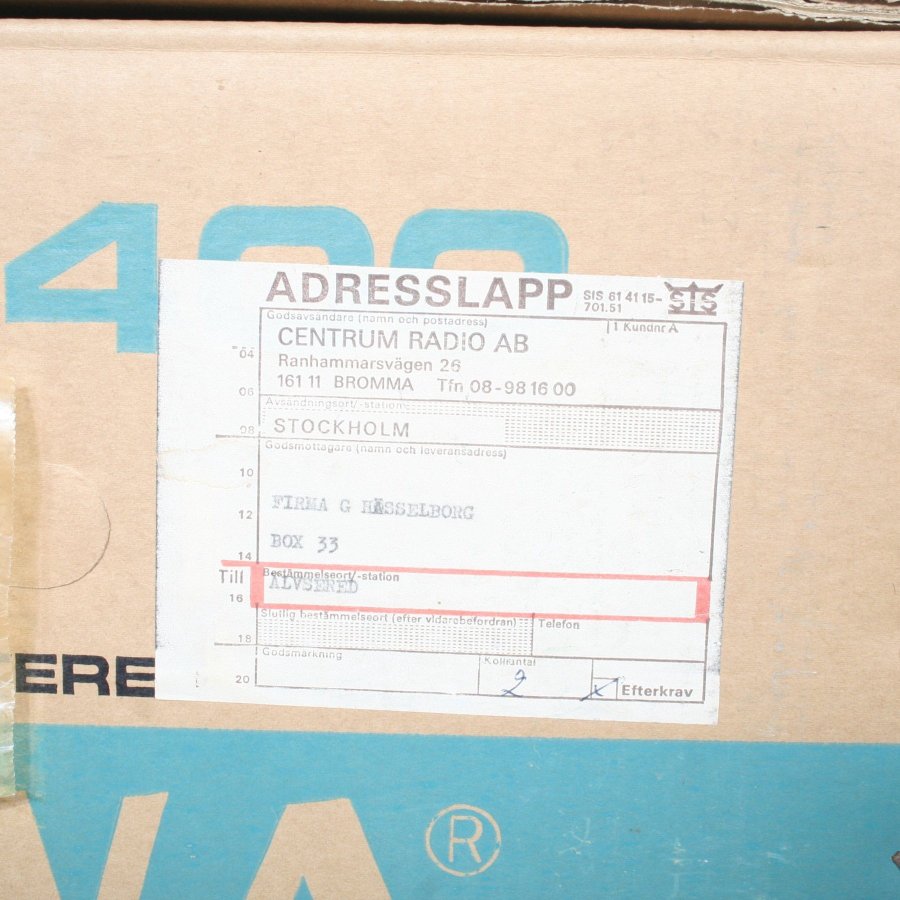 400
ADRESSLAPP SIS 61 41 15-
701.51 SIS
Godsavsändare (namn och postadress) 1 Kundnr A
CENTRUM RADIO AB
04 Ranhammarsvägen 26
161 11 BROMMA Tfn 08-98 16 00
06
Avsändningsort/-station
08 STOCKHOLM
Godsmottagare (namn och leveransadress)
10
FIRMA G HÄSSELBORG
12
BOX 33
14
Till Bestämmelseort/-station
ÄLVSERED
16
Slutlig bestämmelseort (efter vidarebefordran) Telefon
18
Godsmärkning Kolliantal
20 2 x Efterkrav
ERE
®